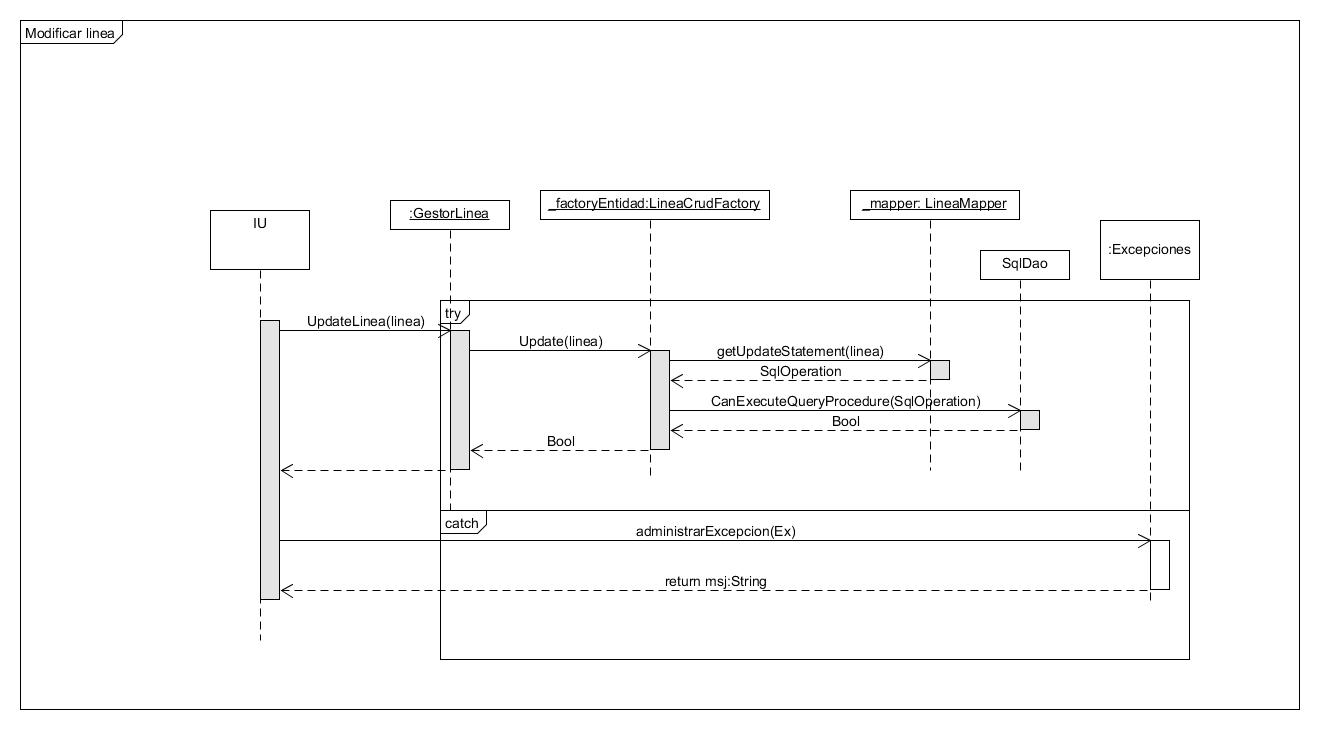 Modificar linea
_factoryEntidad:LineaCrudFactory
_mapper: LineaMapper
:GestorLinea
IU
:Excepciones
SqlDao
try
UpdateLinea(linea)
Update(linea)
getUpdateStatement(linea)
SqlOperation
CanExecuteQueryProcedure(SqlOperation)
Bool
Bool
catch
administrarExcepcion(Ex)
return msj:String